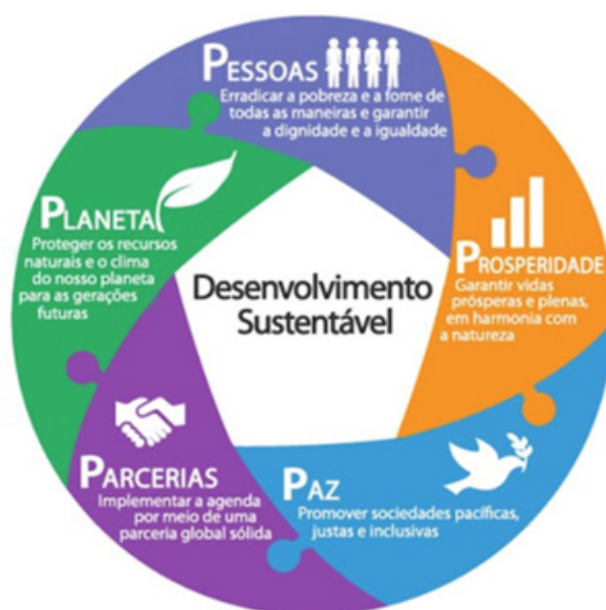 PESSOAS
Erradicar a pobreza e a fome de
todas as maneiras e garantir
a dignidade e a igualdade
PROSPERIDADE
Garantir vidas
prósperas e plenas,
em harmonia com
a natureza
PAZ
Promover sociedades pacíficas,
justas e inclusivas
PARCERIAS
Implementar a agenda
por meio de uma
parceria global sólida
PLANETA
Proteger os recursos
naturais e o clima
do nosso planeta
para as gerações
futuras
Desenvolvimento
Sustentável